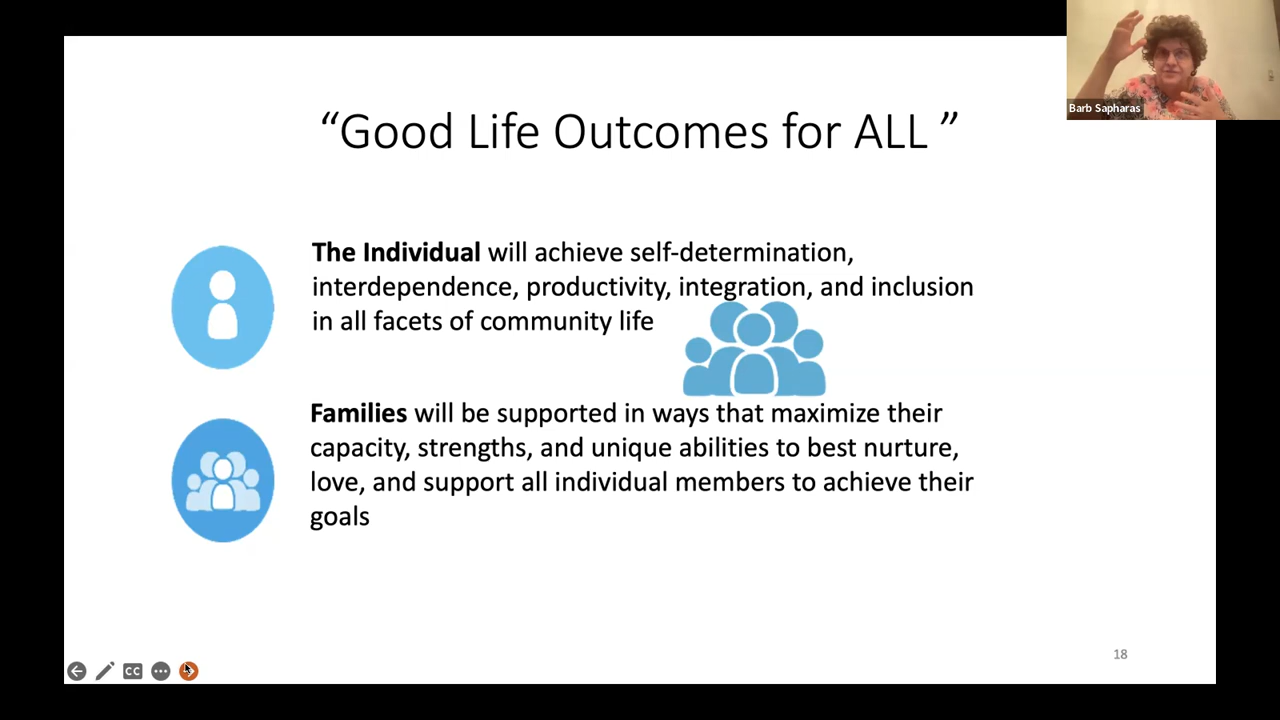 Barb Sapharas
“Good Life Outcomes for ALL ”
The Individual will achieve self-determination,
interdependence, productivity, integration, and inclusion
in all facets of community life
Families will be supported in ways that maximize their
capacity, strengths, and unique abilities to best nurture,
love, and support all individual members to achieve their
goals
18
CC